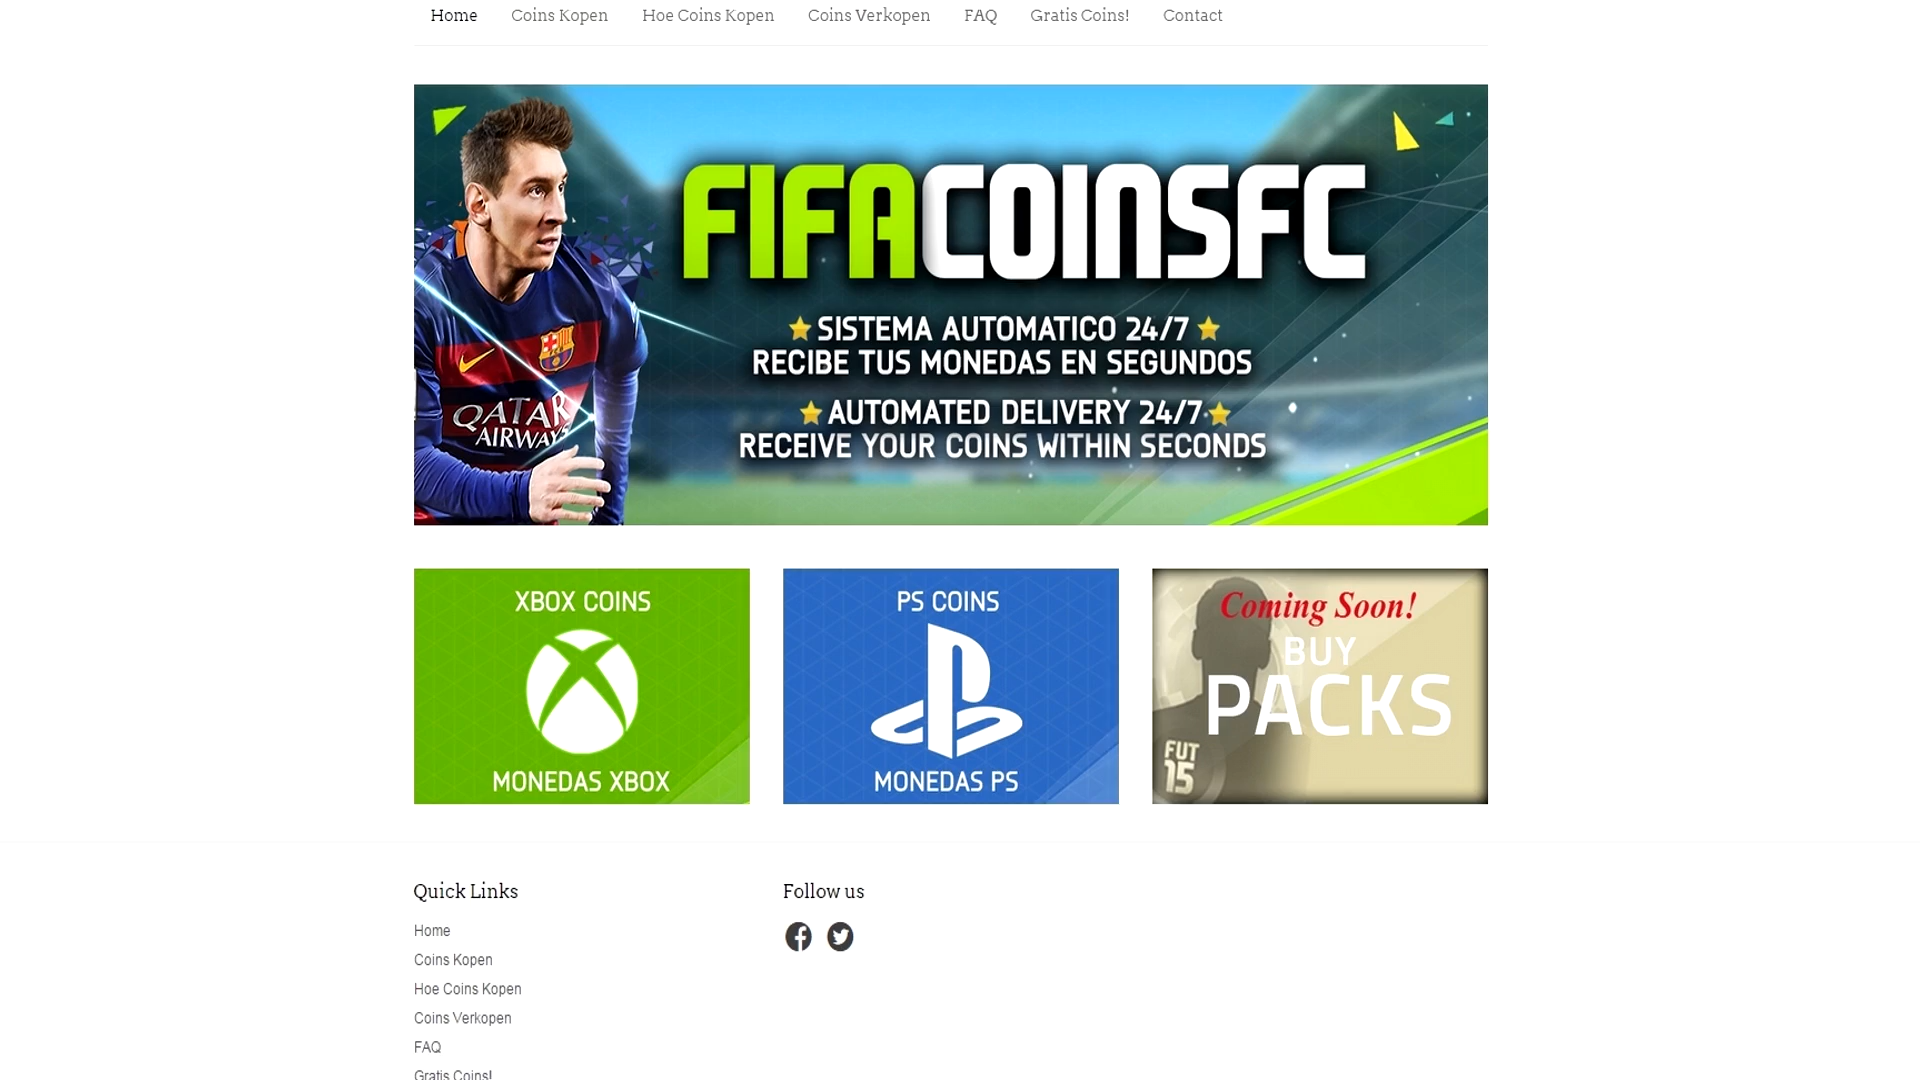 Home Coins Kopen Hoe Coins Kopen Coins Verkopen FAQ Gratis Coins! Contact
FIFACOINSFC
SISTEMA AUTOMATICO 24/7
RECIBE TUS MONEDAS EN SEGUNDOS
AUTOMATED DELIVERY 24/7
RECEIVE YOUR COINS WITHIN SECONDS
QATAR
AIRWAYS
XBOX COINS
MONEDAS XBOX
PS COINS
MONEDAS PS
Coming Soon!
BUY
PACKS
FUT
15
Quick Links
Home
Coins Kopen
Hoe Coins Kopen
Coins Verkopen
FAQ
Gratis Coins!
Follow us